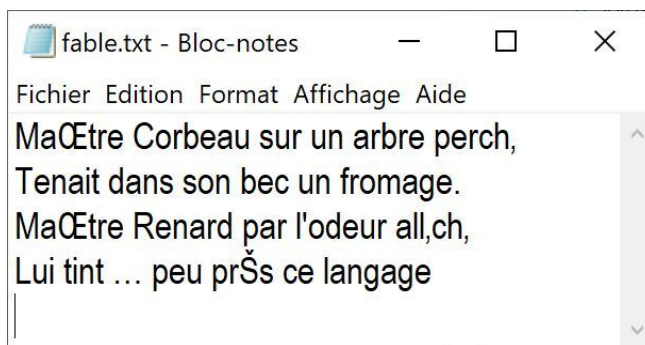 fable.txt - Bloc-notes
Fichier Edition Format Affichage Aide
MaŒtre Corbeau sur un arbre perch‚
Tenait dans son bec un fromage.
MaŒtre Renard par l'odeur all‚ch‚
Lui tint … peu prŠs ce langage